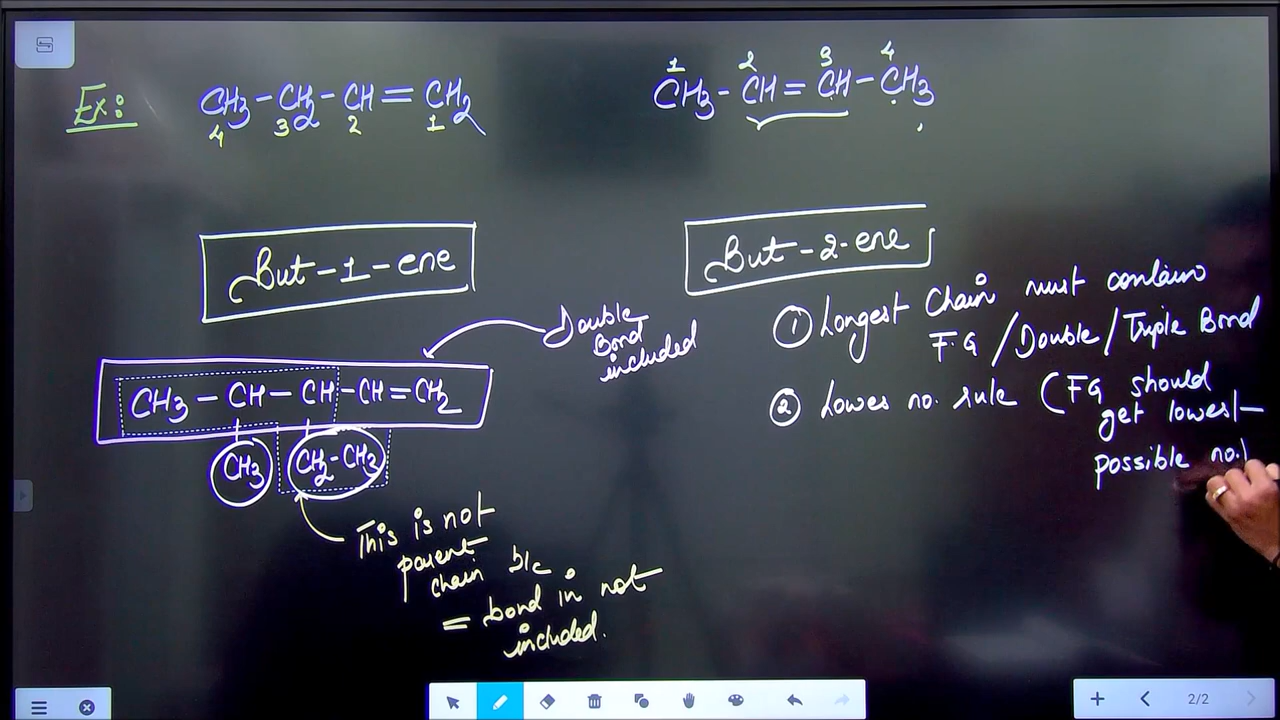 Ex:
CH3 - CH2 - CH = CH2
4 3 2 1
1 2 3 4
CH3 - CH = CH - CH3
But-1-ene
But-2-ene
Double
Bond
included
① Longest Chain must contain
FG / Double / Triple Bond
② Lowes no. rule (FG should
get lowest
possible no.)
CH3 - CH - CH - CH = CH2
CH3 CH2-CH3
This is not
parent
chain b/c
= bond in not
included.
2/2